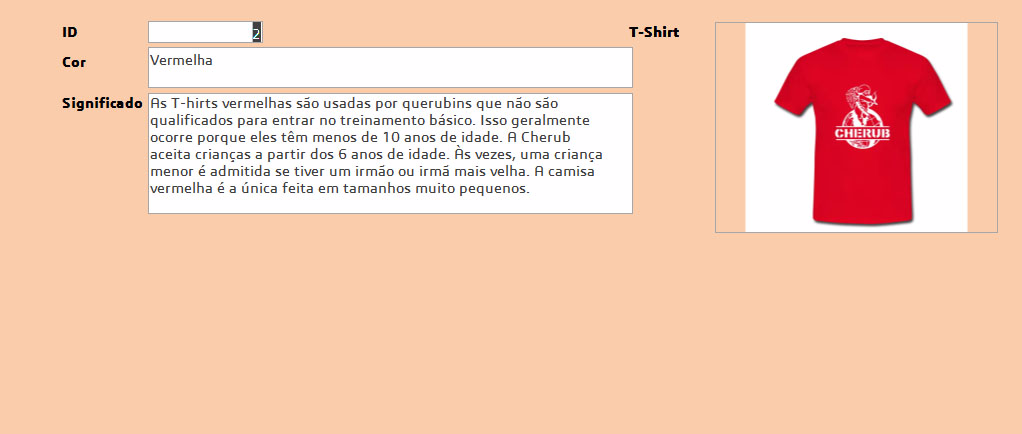 ID 2 T-Shirt
Cor Vermelha
Significado As T-hirts vermelhas são usadas por querubins que não são
qualificados para entrar no treinamento básico. Isso geralmente
ocorre porque eles têm menos de 10 anos de idade. A Cherub
aceita crianças a partir dos 6 anos de idade. Às vezes, uma criança
menor é admitida se tiver um irmão ou irmã mais velha. A camisa
vermelha é a única feita em tamanhos muito pequenos.
CHERUB